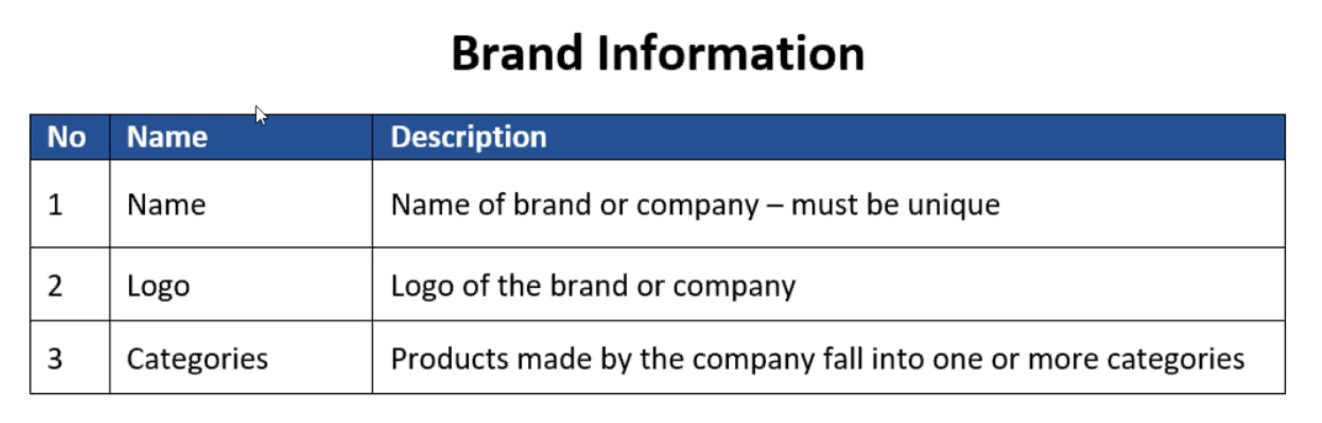 Brand Information
No Name Description
1 Name Name of brand or company – must be unique
2 Logo Logo of the brand or company
3 Categories Products made by the company fall into one or more categories